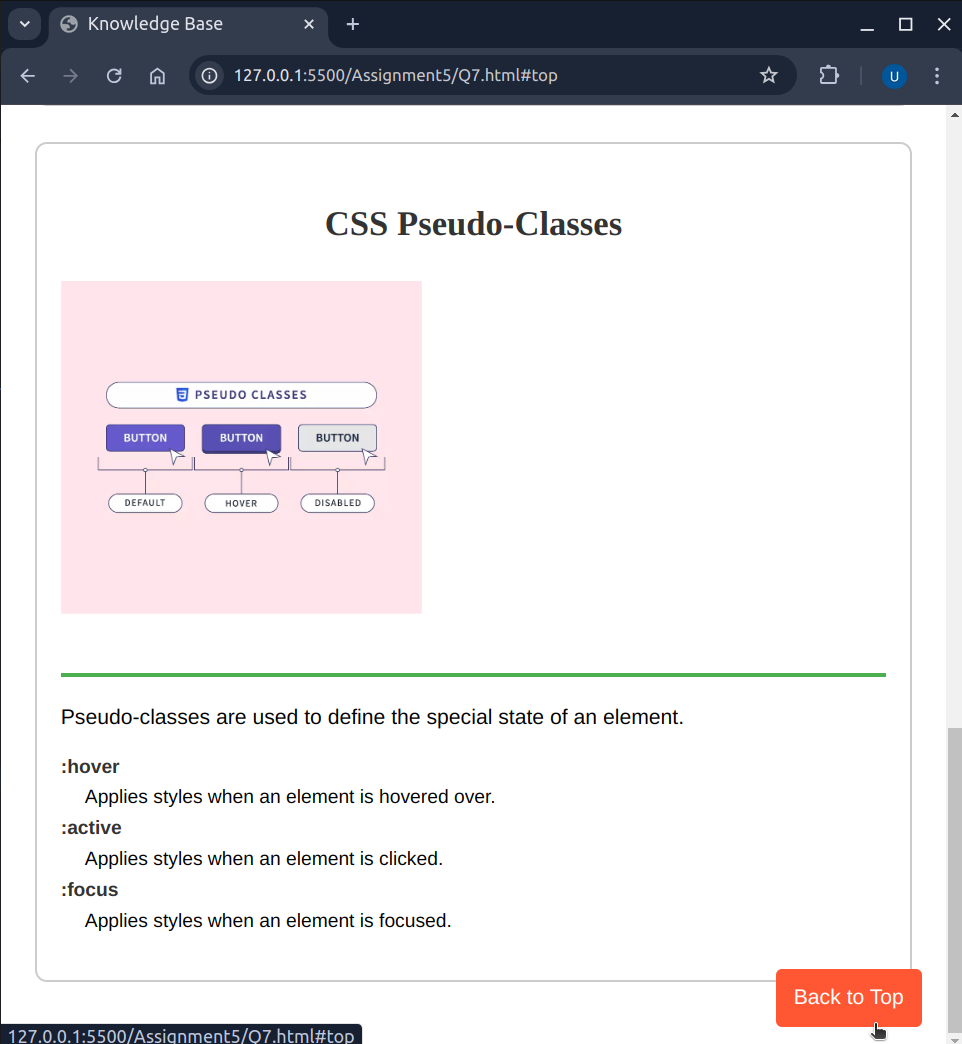 Knowledge Base
127.0.0.1:5500/Assignment5/Q7.html#top
U
CSS Pseudo-Classes
PSEUDO CLASSES
BUTTON BUTTON BUTTON
DEFAULT HOVER DISABLED
Pseudo-classes are used to define the special state of an element.
:hover
Applies styles when an element is hovered over.
:active
Applies styles when an element is clicked.
:focus
Applies styles when an element is focused.
Back to Top
127.0.0.1:5500/Assignment5/Q7.html#top